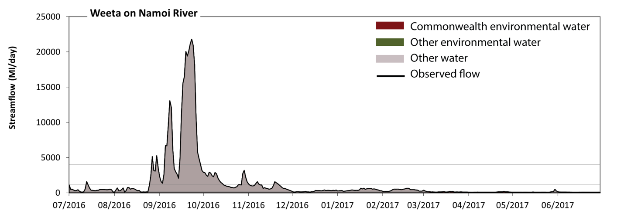 Weeta on Namoi River
Streamflow (Ml/day)
25000
20000
15000
10000
5000
0
07/2016 08/2016 09/2016 10/2016 11/2016 12/2016 01/2017 02/2017 03/2017 04/2017 05/2017 06/2017
Commonwealth environmental water
Other environmental water
Other water
Observed flow